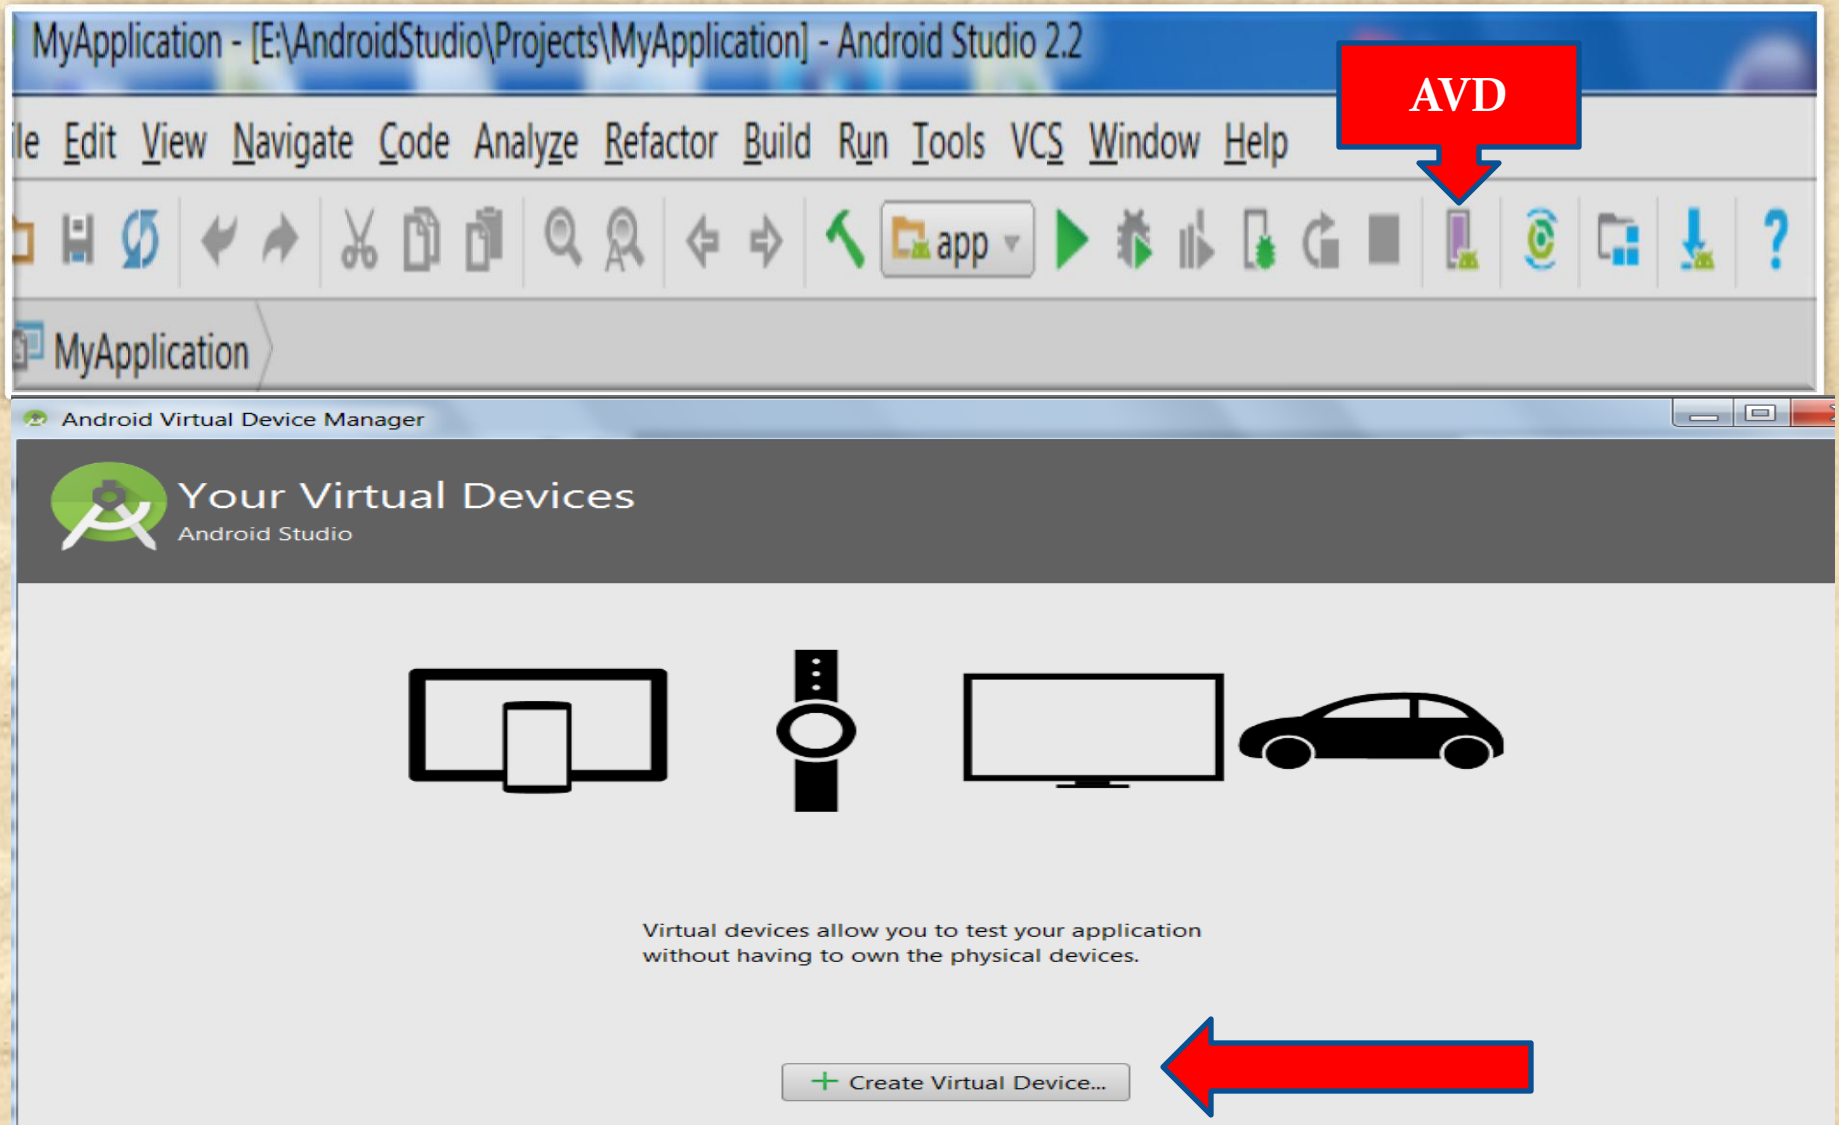 MyApplication - [E:\AndroidStudio\Projects\MyApplication] - Android Studio 2.2
AVD
ile Edit View Navigate Code Analyze Refactor Build Run Tools VCS Window Help
app
?
MyApplication
Android Virtual Device Manager
Your Virtual Devices
Android Studio
Virtual devices allow you to test your application
without having to own the physical devices.
+ Create Virtual Device...